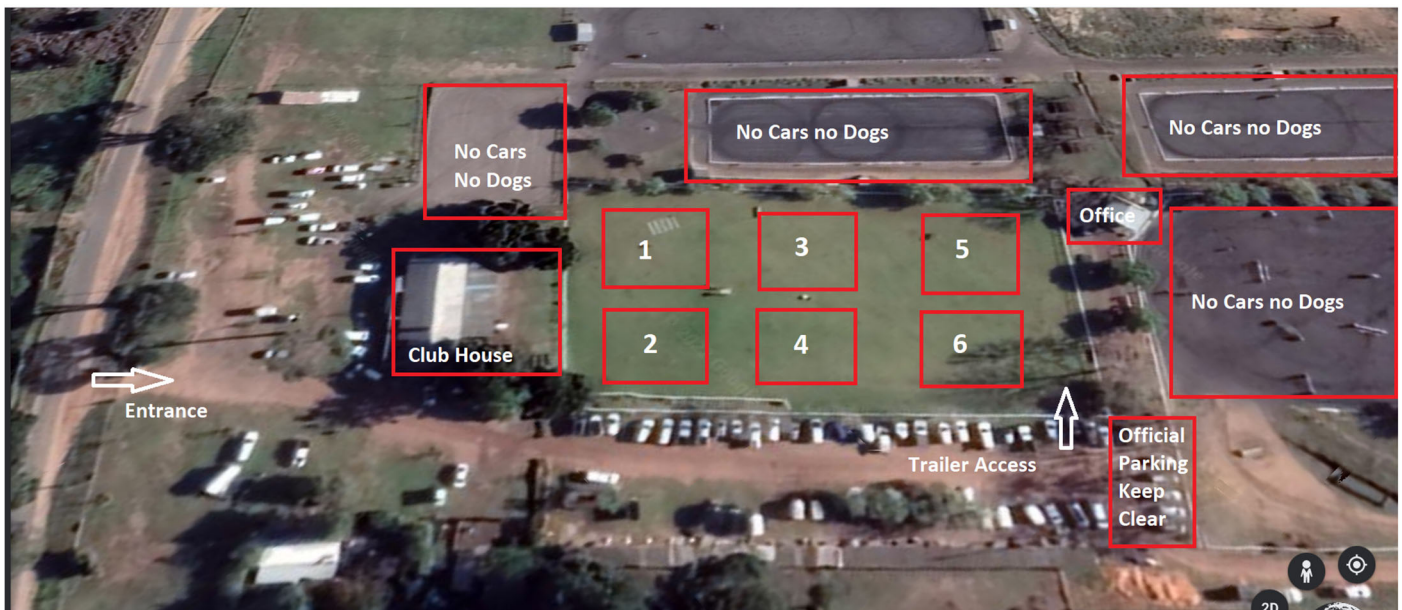 No Cars
No Dogs
No Cars no Dogs
No Cars no Dogs
Office
1
3
5
No Cars no Dogs
Club House
2
4
6
Entrance
Trailer Access
Official
Parking
Keep
Clear
2D